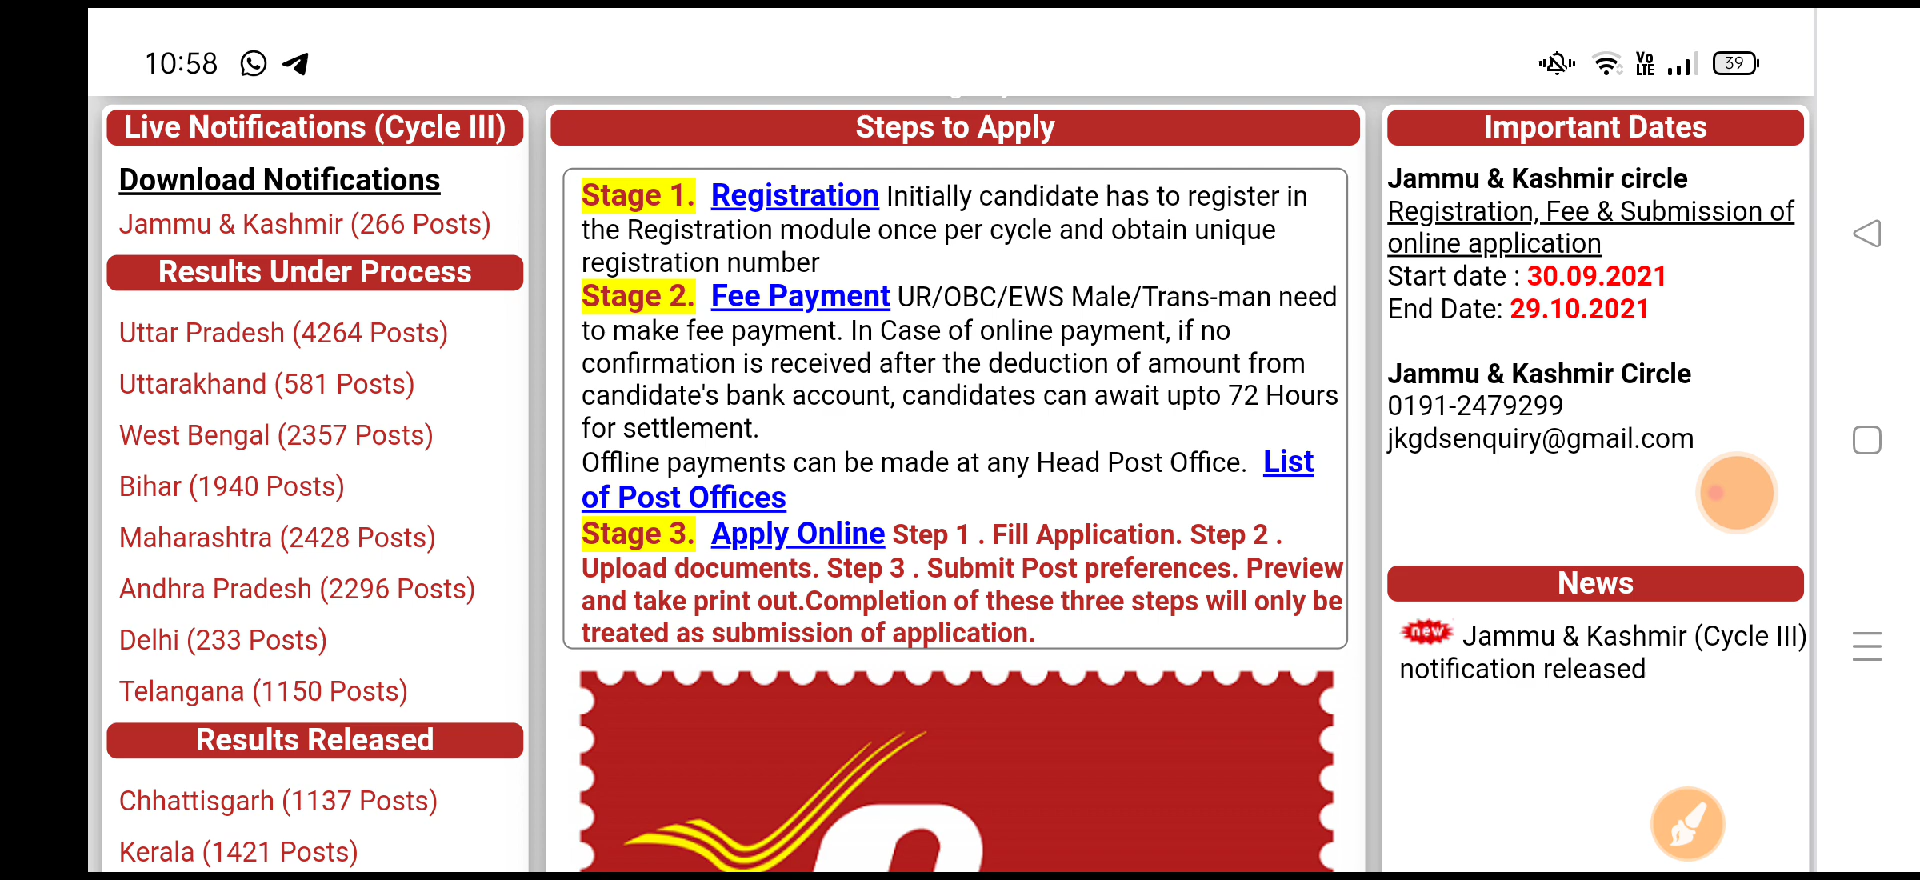 10:58
Vo
LTE
39
Live Notifications (Cycle III)
Download Notifications
Jammu & Kashmir (266 Posts)
Results Under Process
Uttar Pradesh (4264 Posts)
Uttarakhand (581 Posts)
West Bengal (2357 Posts)
Bihar (1940 Posts)
Maharashtra (2428 Posts)
Andhra Pradesh (2296 Posts)
Delhi (233 Posts)
Telangana (1150 Posts)
Results Released
Chhattisgarh (1137 Posts)
Kerala (1421 Posts)
Steps to Apply
Stage 1. Registration Initially candidate has to register in
the Registration module once per cycle and obtain unique
registration number
Stage 2. Fee Payment UR/OBC/EWS Male/Trans-man need
to make fee payment. In Case of online payment, if no
confirmation is received after the deduction of amount from
candidate's bank account, candidates can await upto 72 Hours
for settlement.
Offline payments can be made at any Head Post Office. List
of Post Offices
Stage 3. Apply Online Step 1 . Fill Application. Step 2 .
Upload documents. Step 3 . Submit Post preferences. Preview
and take print out.Completion of these three steps will only be
treated as submission of application.
Important Dates
Jammu & Kashmir circle
Registration, Fee & Submission of
online application
Start date : 30.09.2021
End Date: 29.10.2021
Jammu & Kashmir Circle
0191-2479299
jkgdsenquiry@gmail.com
News
new Jammu & Kashmir (Cycle III)
notification released